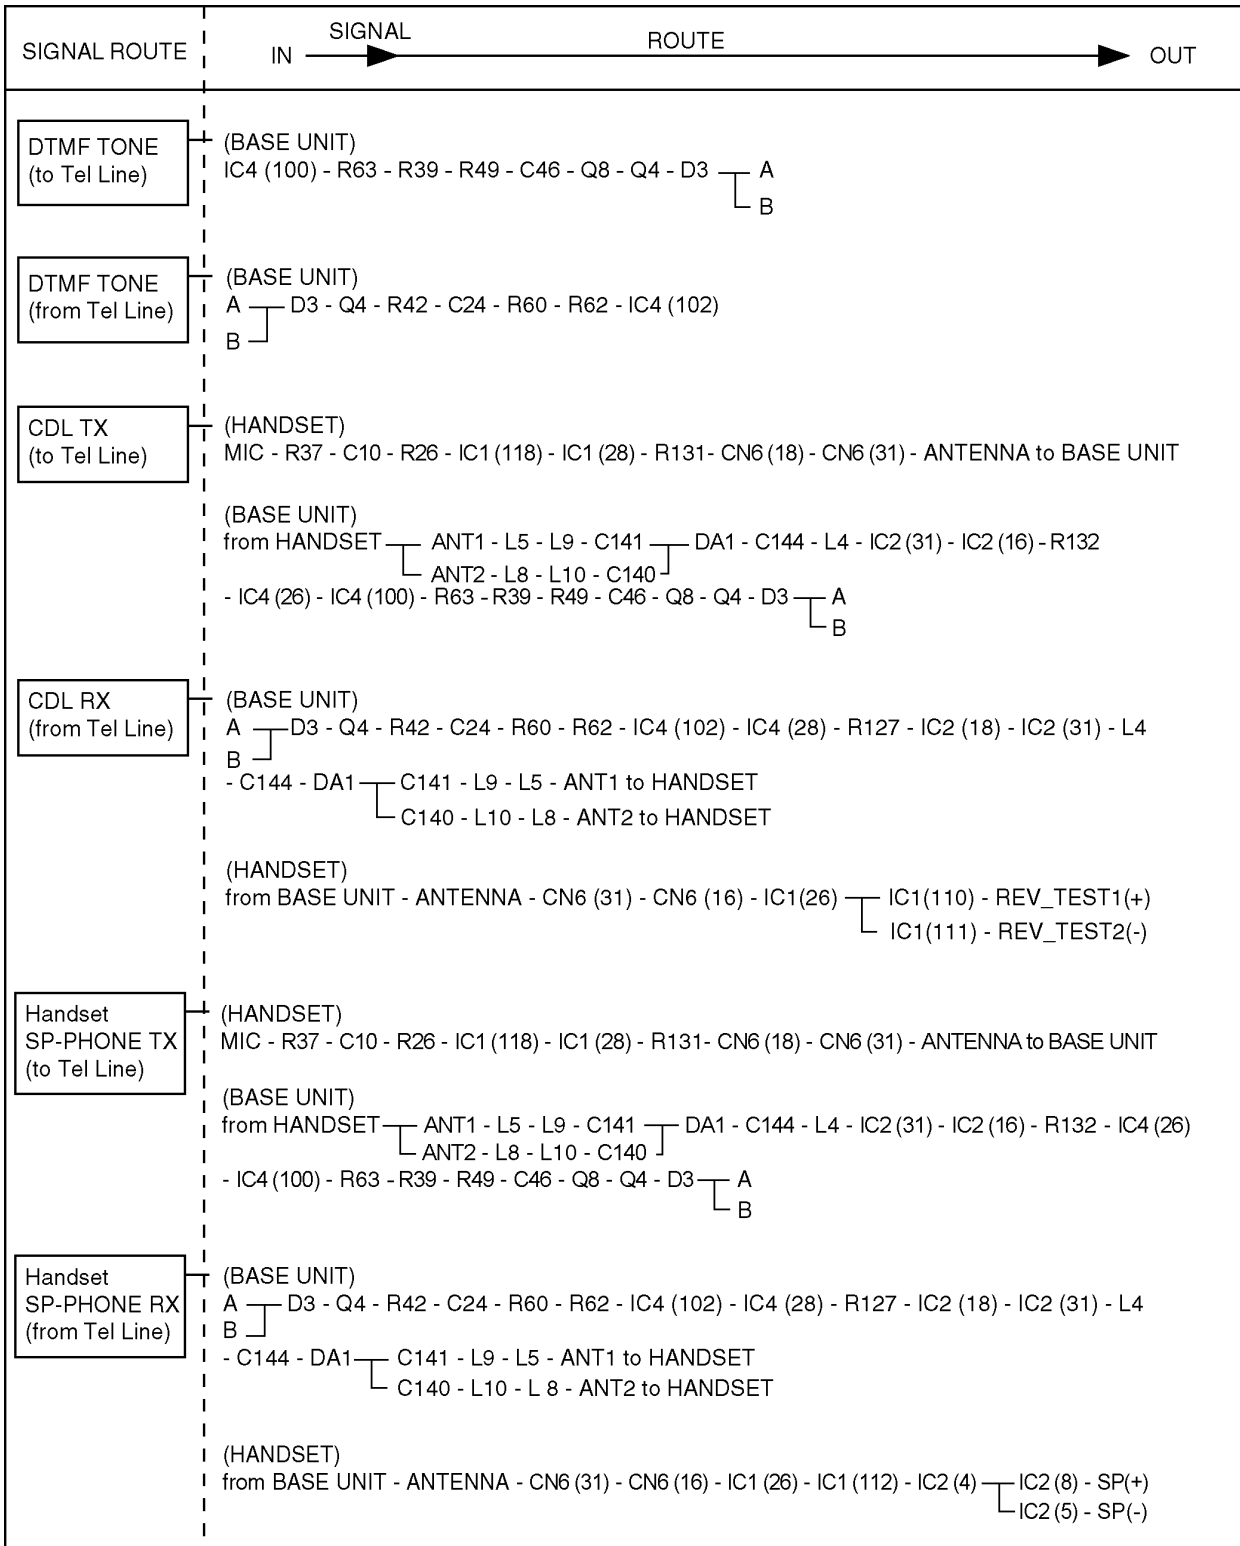 SIGNAL ROUTE
IN SIGNAL ROUTE OUT
DTMF TONE
(to Tel Line)
(BASE UNIT)
IC4 (100) - R63 - R39 - R49 - C46 - Q8 - Q4 - D3 A
B
DTMF TONE
(from Tel Line)
(BASE UNIT)
A D3 - Q4 - R42 - C24 - R60 - R62 - IC4 (102)
B
CDL TX
(to Tel Line)
(HANDSET)
MIC - R37 - C10 - R26 - IC1 (118) - IC1 (28) - R131- CN6 (18) - CN6 (31) - ANTENNA to BASE UNIT
(BASE UNIT)
from HANDSET ANT1 - L5 - L9 - C141 DA1 - C144 - L4 - IC2 (31) - IC2 (16) - R132
ANT2 - L8 - L10 - C140
- IC4 (26) - IC4 (100) - R63 - R39 - R49 - C46 - Q8 - Q4 - D3 A
B
CDL RX
(from Tel Line)
(BASE UNIT)
A D3 - Q4 - R42 - C24 - R60 - R62 - IC4 (102) - IC4 (28) - R127 - IC2 (18) - IC2 (31) - L4
B
- C144 - DA1 C141 - L9 - L5 - ANT1 to HANDSET
C140 - L10 - L8 - ANT2 to HANDSET
(HANDSET)
from BASE UNIT - ANTENNA - CN6 (31) - CN6 (16) - IC1(26) IC1(110) - REV_TEST1(+)
IC1(111) - REV_TEST2(-)
Handset
SP-PHONE TX
(to Tel Line)
(HANDSET)
MIC - R37 - C10 - R26 - IC1 (118) - IC1 (28) - R131- CN6 (18) - CN6 (31) - ANTENNA to BASE UNIT
(BASE UNIT)
from HANDSET ANT1 - L5 - L9 - C141 DA1 - C144 - L4 - IC2 (31) - IC2 (16) - R132 - IC4 (26)
ANT2 - L8 - L10 - C140
- IC4 (100) - R63 - R39 - R49 - C46 - Q8 - Q4 - D3 A
B
Handset
SP-PHONE RX
(from Tel Line)
(BASE UNIT)
A D3 - Q4 - R42 - C24 - R60 - R62 - IC4 (102) - IC4 (28) - R127 - IC2 (18) - IC2 (31) - L4
B
- C144 - DA1 C141 - L9 - L5 - ANT1 to HANDSET
C140 - L10 - L 8 - ANT2 to HANDSET
(HANDSET)
from BASE UNIT - ANTENNA - CN6 (31) - CN6 (16) - IC1 (26) - IC1 (112) - IC2 (4) IC2 (8) - SP(+)
IC2 (5) - SP(-)